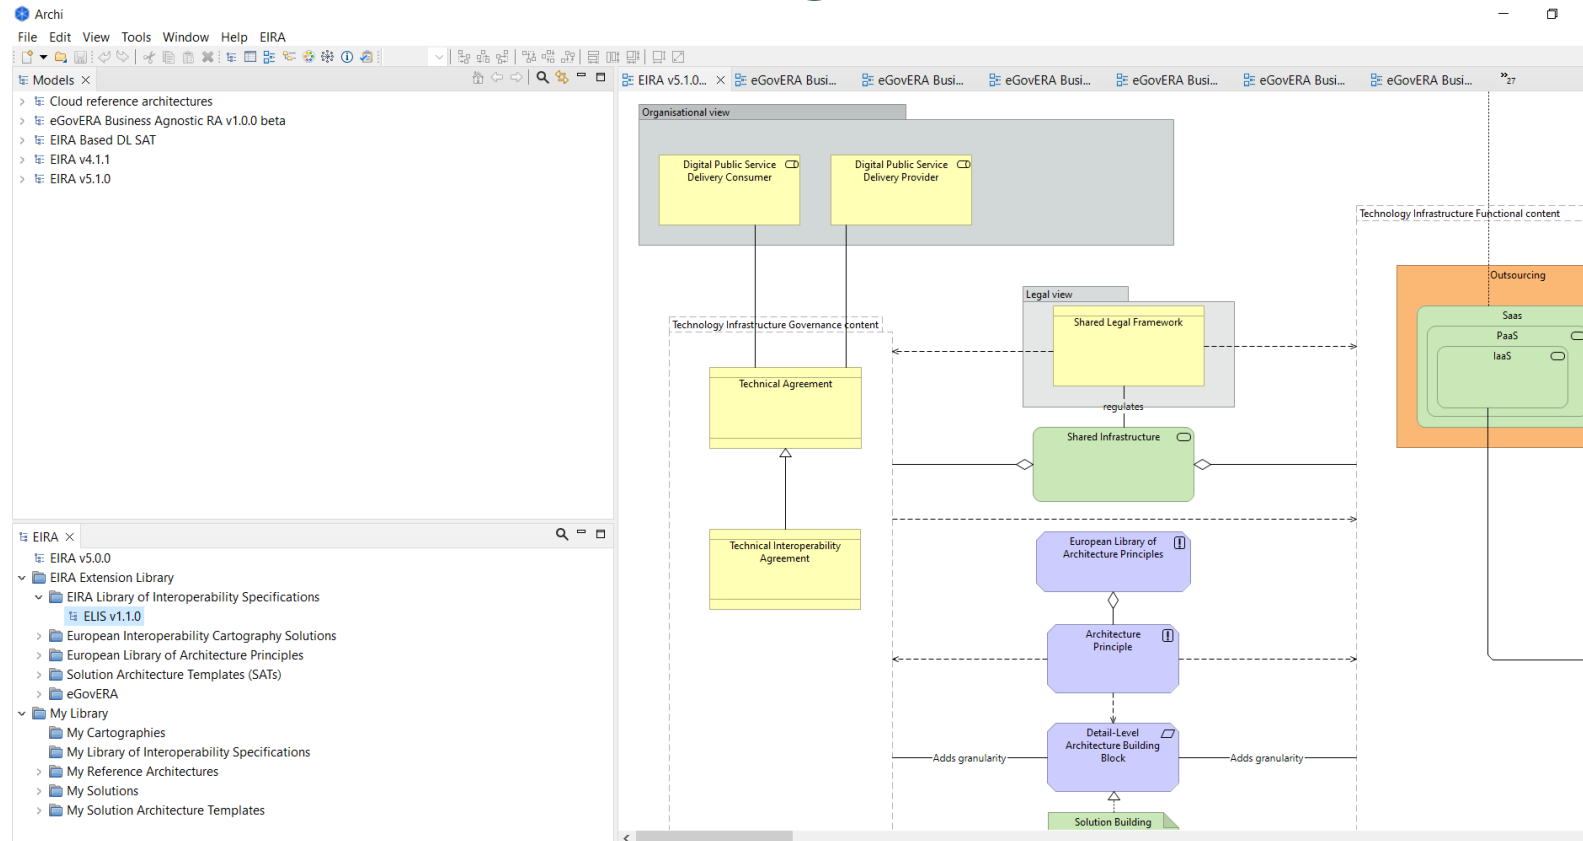 Archi
File Edit View Tools Window Help EIRA
Models
Cloud reference architectures
eGovERA Business Agnostic RA v1.0.0 beta
EIRA Based DL SAT
EIRA v4.1.1
EIRA v5.1.0
EIRA
EIRA v5.0.0
EIRA Extension Library
EIRA Library of Interoperability Specifications
ELIS v1.1.0
European Interoperability Cartography Solutions
European Library of Architecture Principles
Solution Architecture Templates (SATs)
eGovERA
My Library
My Cartographies
My Library of Interoperability Specifications
My Reference Architectures
My Solutions
My Solution Architecture Templates
EIRA v5.1.0... eGovERA Busi... eGovERA Busi... eGovERA Busi... eGovERA Busi... eGovERA Busi... eGovERA Busi... »27
Organisational view
Digital Public Service
Delivery Consumer
Digital Public Service
Delivery Provider
Technology Infrastructure Functional content
Outsourcing
Saas
PaaS
IaaS
Legal view
Shared Legal Framework
Technology Infrastructure Governance content
Technical Agreement
regulates
Shared Infrastructure
Technical Interoperability
Agreement
European Library of
Architecture Principles
Architecture
Principle
Detail-Level
Architecture Building
Block
Adds granularity
Adds granularity
Solution Building